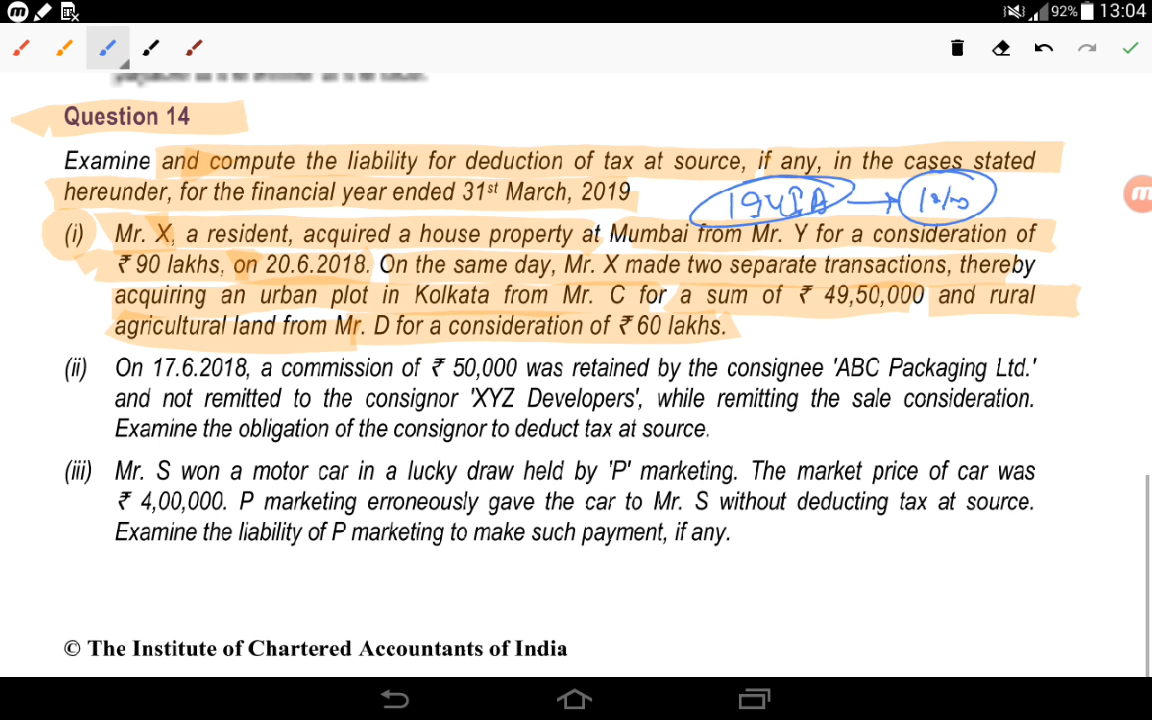 92% 13:04
Question 14
Examine and compute the liability for deduction of tax at source, if any, in the cases stated
hereunder, for the financial year ended 31st March, 2019
194IA → 1%
(i) Mr. X, a resident, acquired a house property at Mumbai from Mr. Y for a consideration of
₹ 90 lakhs, on 20.6.2018. On the same day, Mr. X made two separate transactions, thereby
acquiring an urban plot in Kolkata from Mr. C for a sum of ₹ 49,50,000 and rural
agricultural land from Mr. D for a consideration of ₹ 60 lakhs.
(ii) On 17.6.2018, a commission of ₹ 50,000 was retained by the consignee 'ABC Packaging Ltd.'
and not remitted to the consignor 'XYZ Developers', while remitting the sale consideration.
Examine the obligation of the consignor to deduct tax at source.
(iii) Mr. S won a motor car in a lucky draw held by 'P' marketing. The market price of car was
₹ 4,00,000. P marketing erroneously gave the car to Mr. S without deducting tax at source.
Examine the liability of P marketing to make such payment, if any.
© The Institute of Chartered Accountants of India